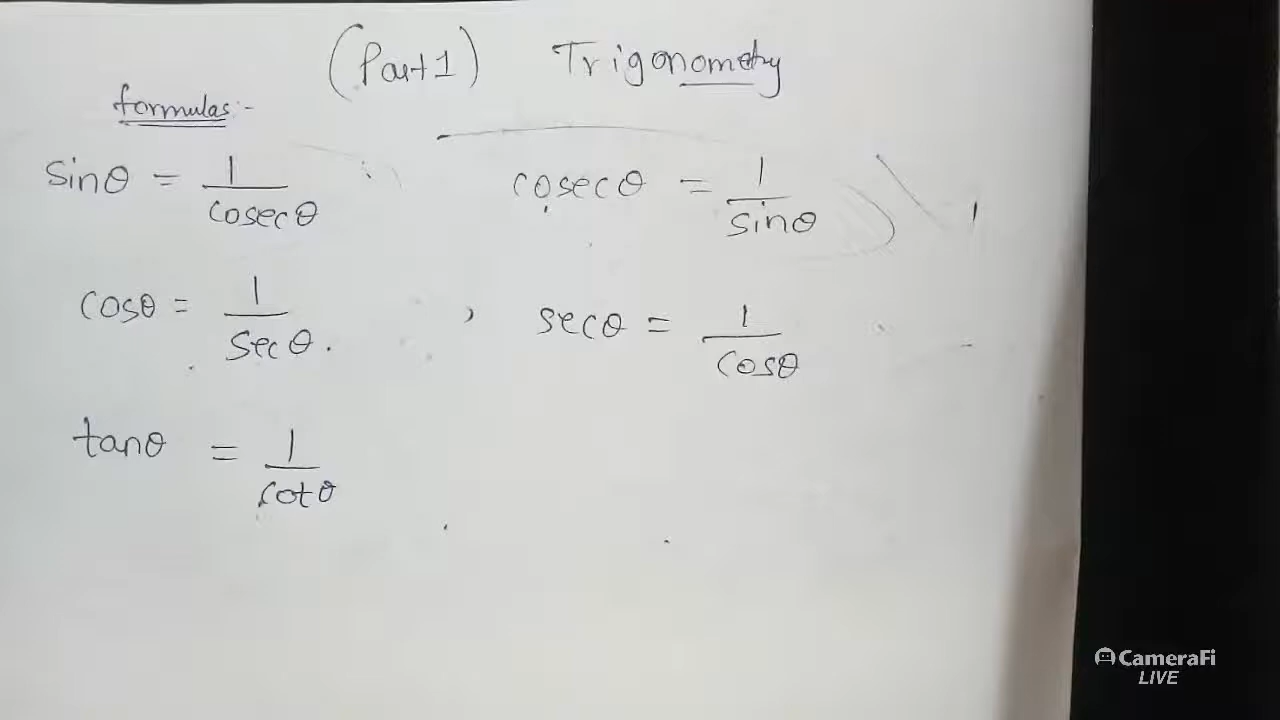 (Part 1) Trigonometry
formulas:-
sinθ = 1/cosecθ cosecθ = 1/sinθ
cosθ = 1/secθ. , secθ = 1/cosθ
tanθ = 1/cotθ
CameraFi
LIVE